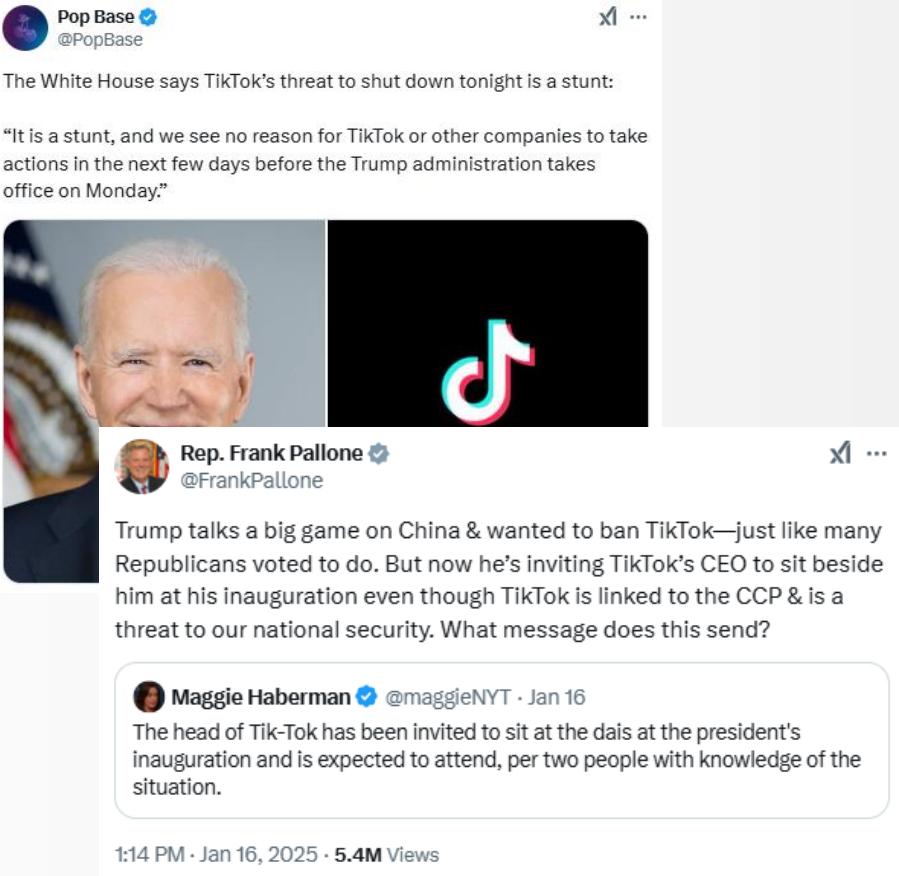 Pop Base
@PopBase
The White House says TikTok’s threat to shut down tonight is a stunt:
“It is a stunt, and we see no reason for TikTok or other companies to take
actions in the next few days before the Trump administration takes
office on Monday.”
Rep. Frank Pallone
@FrankPallone
Trump talks a big game on China & wanted to ban TikTok—just like many
Republicans voted to do. But now he’s inviting TikTok’s CEO to sit beside
him at his inauguration even though TikTok is linked to the CCP & is a
threat to our national security. What message does this send?
Maggie Haberman @maggieNYT · Jan 16
The head of Tik-Tok has been invited to sit at the dais at the president's
inauguration and is expected to attend, per two people with knowledge of the
situation.
1:14 PM · Jan 16, 2025 · 5.4M Views